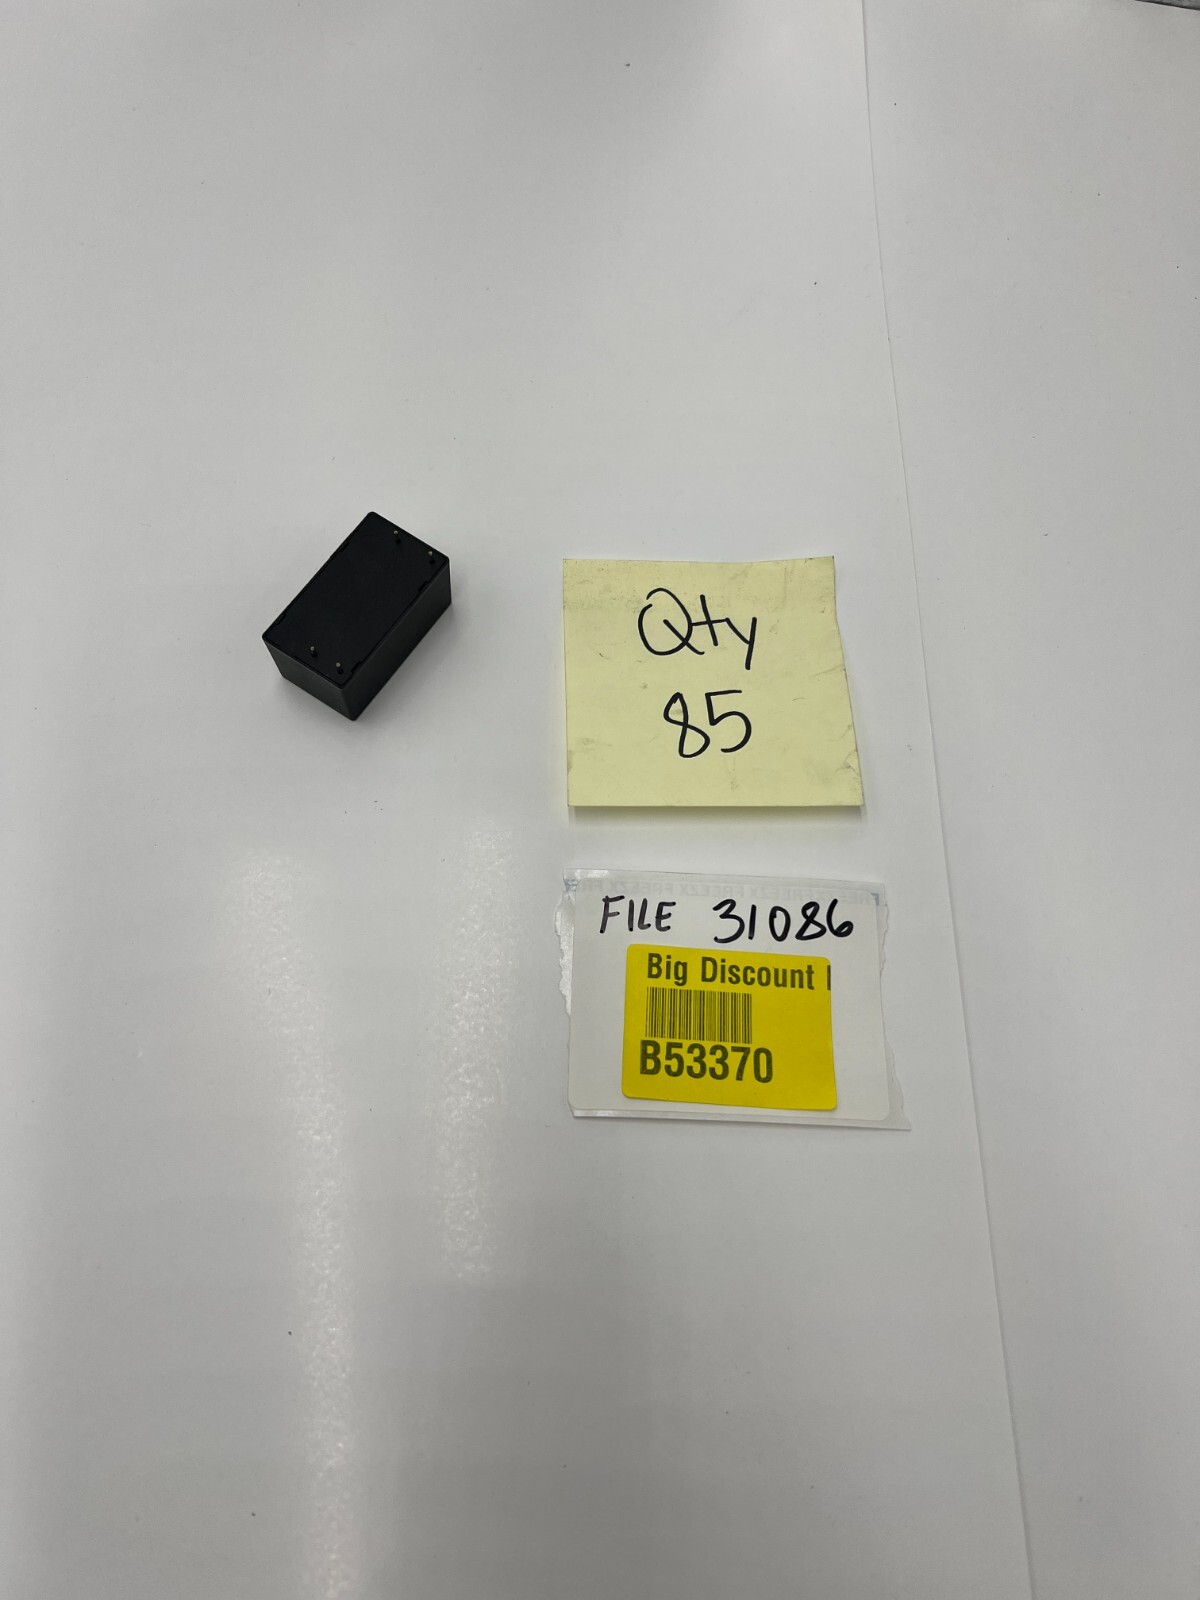 Qty
85
FILE 31086
Big Discount
B53370